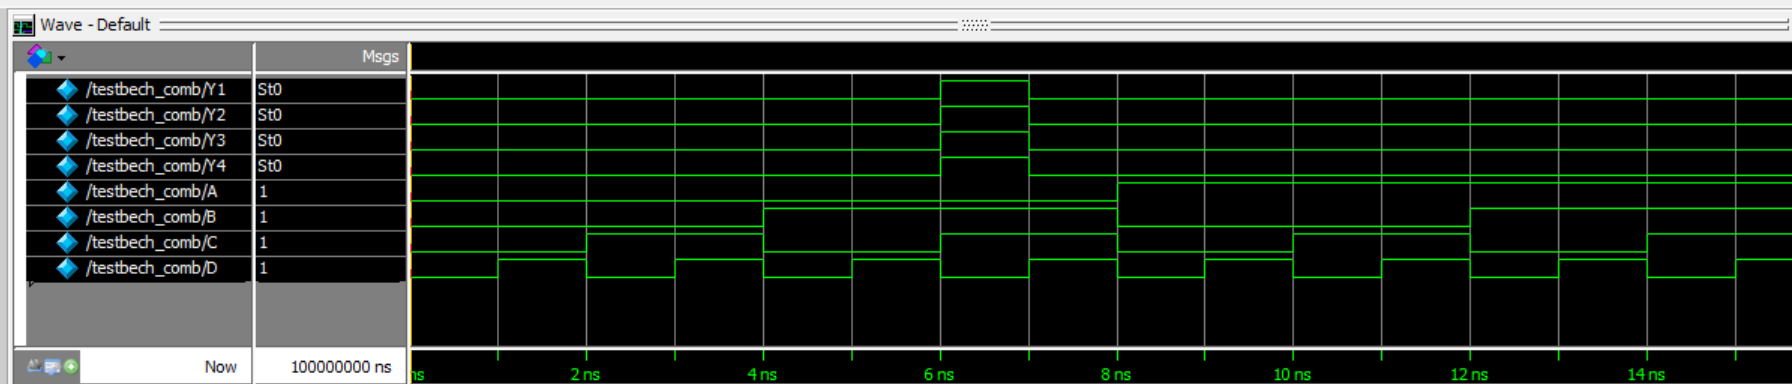 Wave - Default
Msgs
/testbech_comb/Y1 St0
/testbech_comb/Y2 St0
/testbech_comb/Y3 St0
/testbech_comb/Y4 St0
/testbech_comb/A 1
/testbech_comb/B 1
/testbech_comb/C 1
/testbech_comb/D 1
Now 100000000 ns ns 2 ns 4 ns 6 ns 8 ns 10 ns 12 ns 14 ns